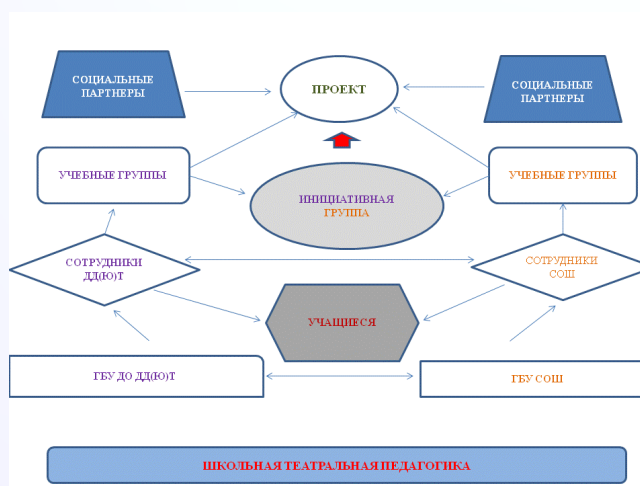 СОЦИАЛЬНЫЕ
ПАРТНЕРЫ
ПРОЕКТ
СОЦИАЛЬНЫЕ
ПАРТНЕРЫ
УЧЕБНЫЕ ГРУППЫ
ИНИЦИАТИВНАЯ
ГРУППА
УЧЕБНЫЕ ГРУППЫ
СОТРУДНИКИ
ДД(Ю)Т
СОТРУДНИКИ
СОШ
УЧАЩИЕСЯ
ГБУ ДО ДД(Ю)Т
ГБУ СОШ
ШКОЛЬНАЯ ТЕАТРАЛЬНАЯ ПЕДАГОГИКА